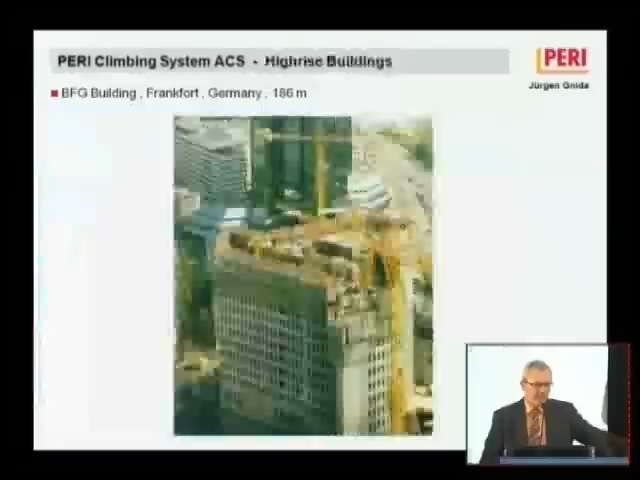 PERI Climbing System ACS - Highrise Buildings
PERI
Jürgen Gnida
BFG Building , Frankfort , Germany , 186 m